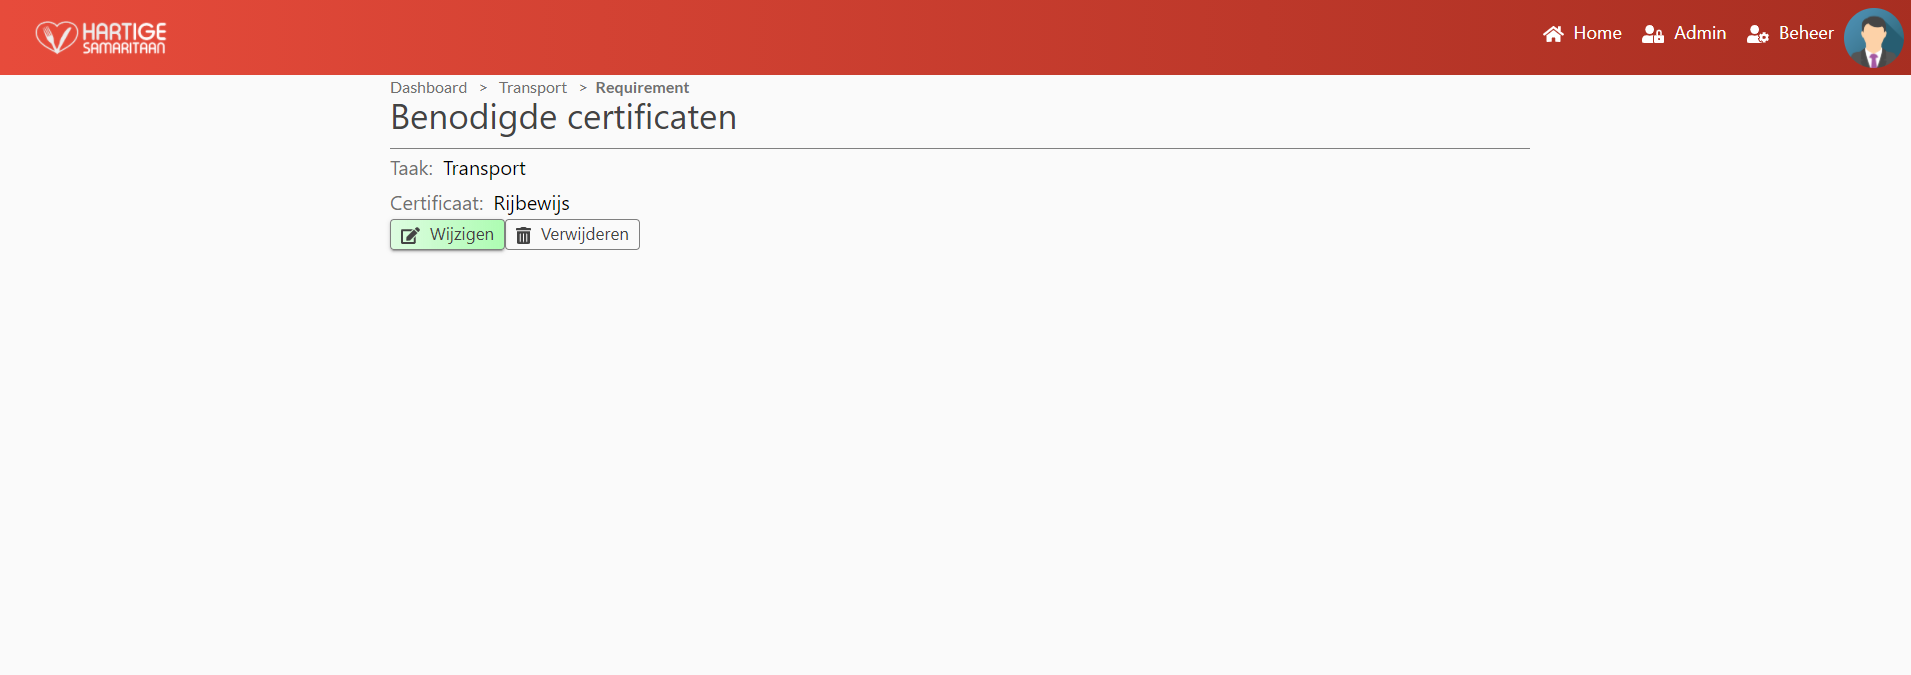 HARTIGE
SAMARITAAN
Home Admin Beheer
Dashboard > Transport > Requirement
Benodigde certificaten
Taak: Transport
Certificaat: Rijbewijs
Wijzigen Verwijderen